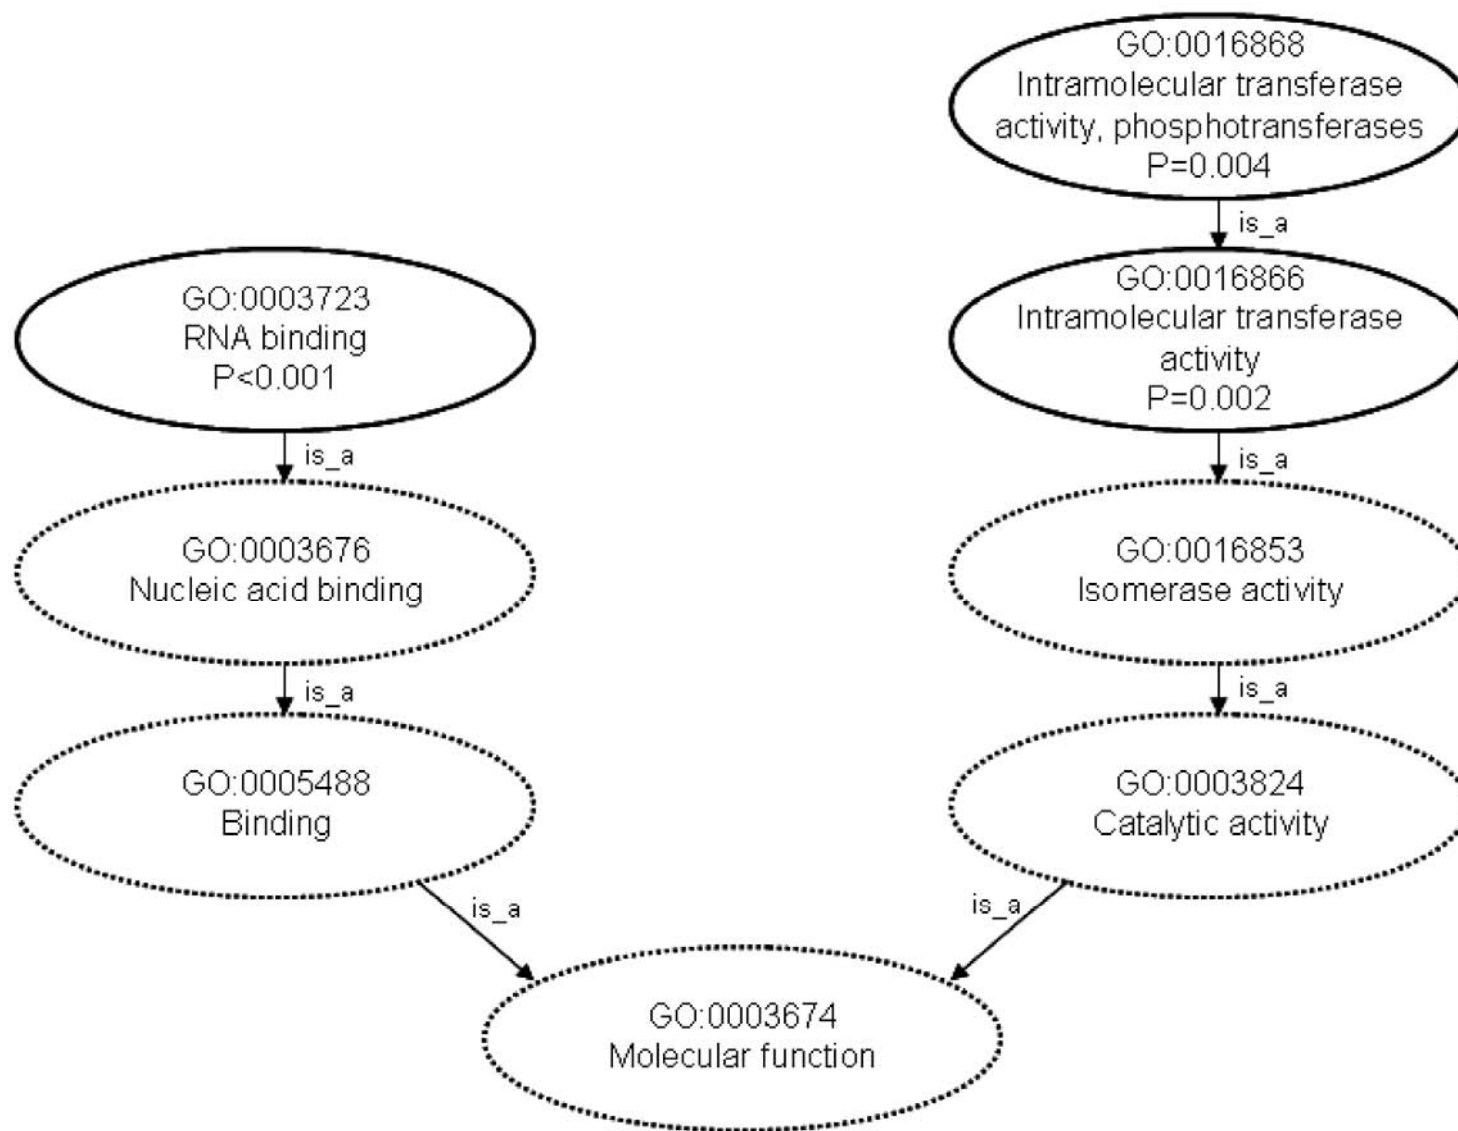 GO:0016868
Intramolecular transferase
activity, phosphotransferases
P=0.004
is_a
GO:0003723
RNA binding
P<0.001
GO:0016866
Intramolecular transferase
activity
P=0.002
is_a
is_a
GO:0003676
Nucleic acid binding
GO:0016853
Isomerase activity
is_a
is_a
GO:0005488
Binding
GO:0003824
Catalytic activity
is_a
is_a
GO:0003674
Molecular function